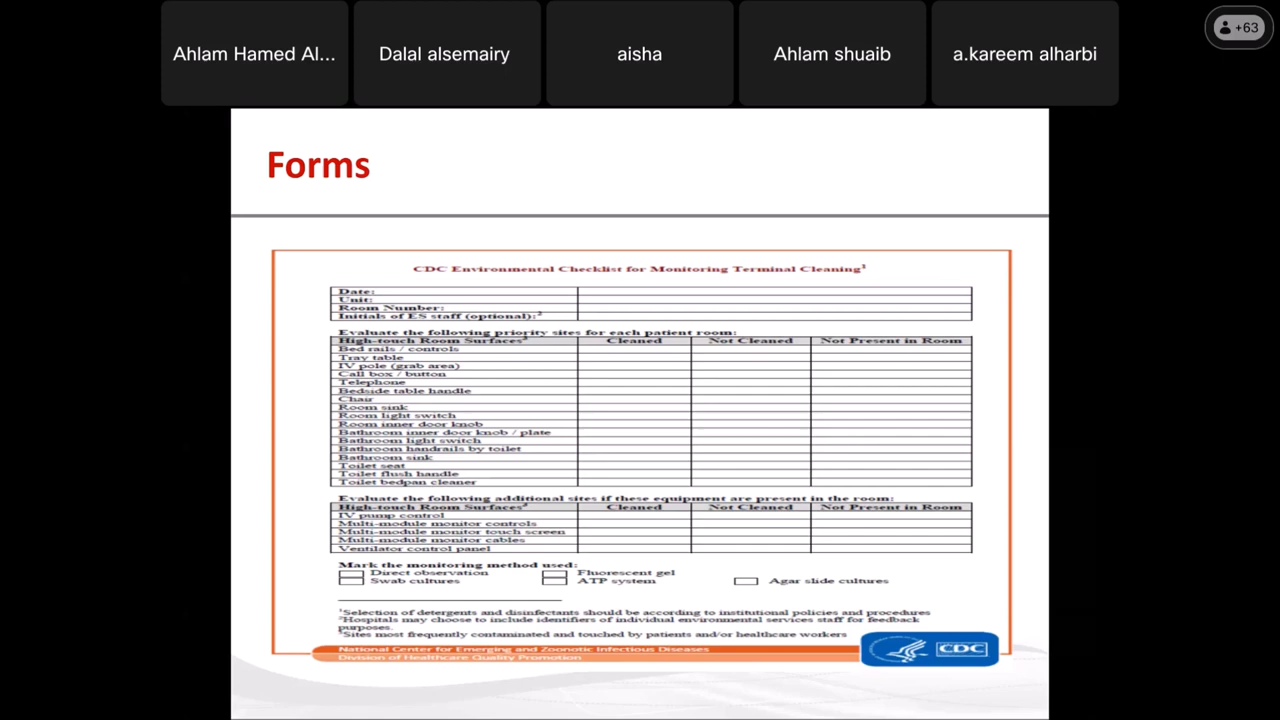 Ahlam Hamed Al...
Dalal alsemairy
aisha
Ahlam shuaib
a.kareem alharbi
+63
Forms
CDC Environmental Checklist for Monitoring Terminal Cleaning¹
Date:
Unit:
Room Number:
Initials of ES staff (optional):²
Evaluate the following priority sites for each patient room:
High-touch Room Surfaces³ Cleaned Not Cleaned Not Present in Room
Bed rails / controls
Tray table
IV pole (grab area)
Call box / button
Telephone
Bedside table handle
Chair
Room sink
Room light switch
Room inner door knob
Bathroom inner door knob / plate
Bathroom light switch
Bathroom handrails by toilet
Bathroom sink
Toilet seat
Toilet flush handle
Toilet bedpan cleaner
Evaluate the following additional sites if these equipment are present in the room:
High-touch Room Surfaces³ Cleaned Not Cleaned Not Present in Room
IV pump control
Multi-module monitor controls
Multi-module monitor touch screen
Multi-module monitor cables
Ventilator control panel
Mark the monitoring method used:
Direct observation Fluorescent gel
Swab cultures ATP system Agar slide cultures
¹Selection of detergents and disinfectants should be according to institutional policies and procedures
²Hospitals may choose to include identifiers of individual environmental services staff for feedback
purposes.
³Sites most frequently contaminated and touched by patients and/or healthcare workers
National Center for Emerging and Zoonotic Infectious Diseases
Division of Healthcare Quality Promotion
CDC